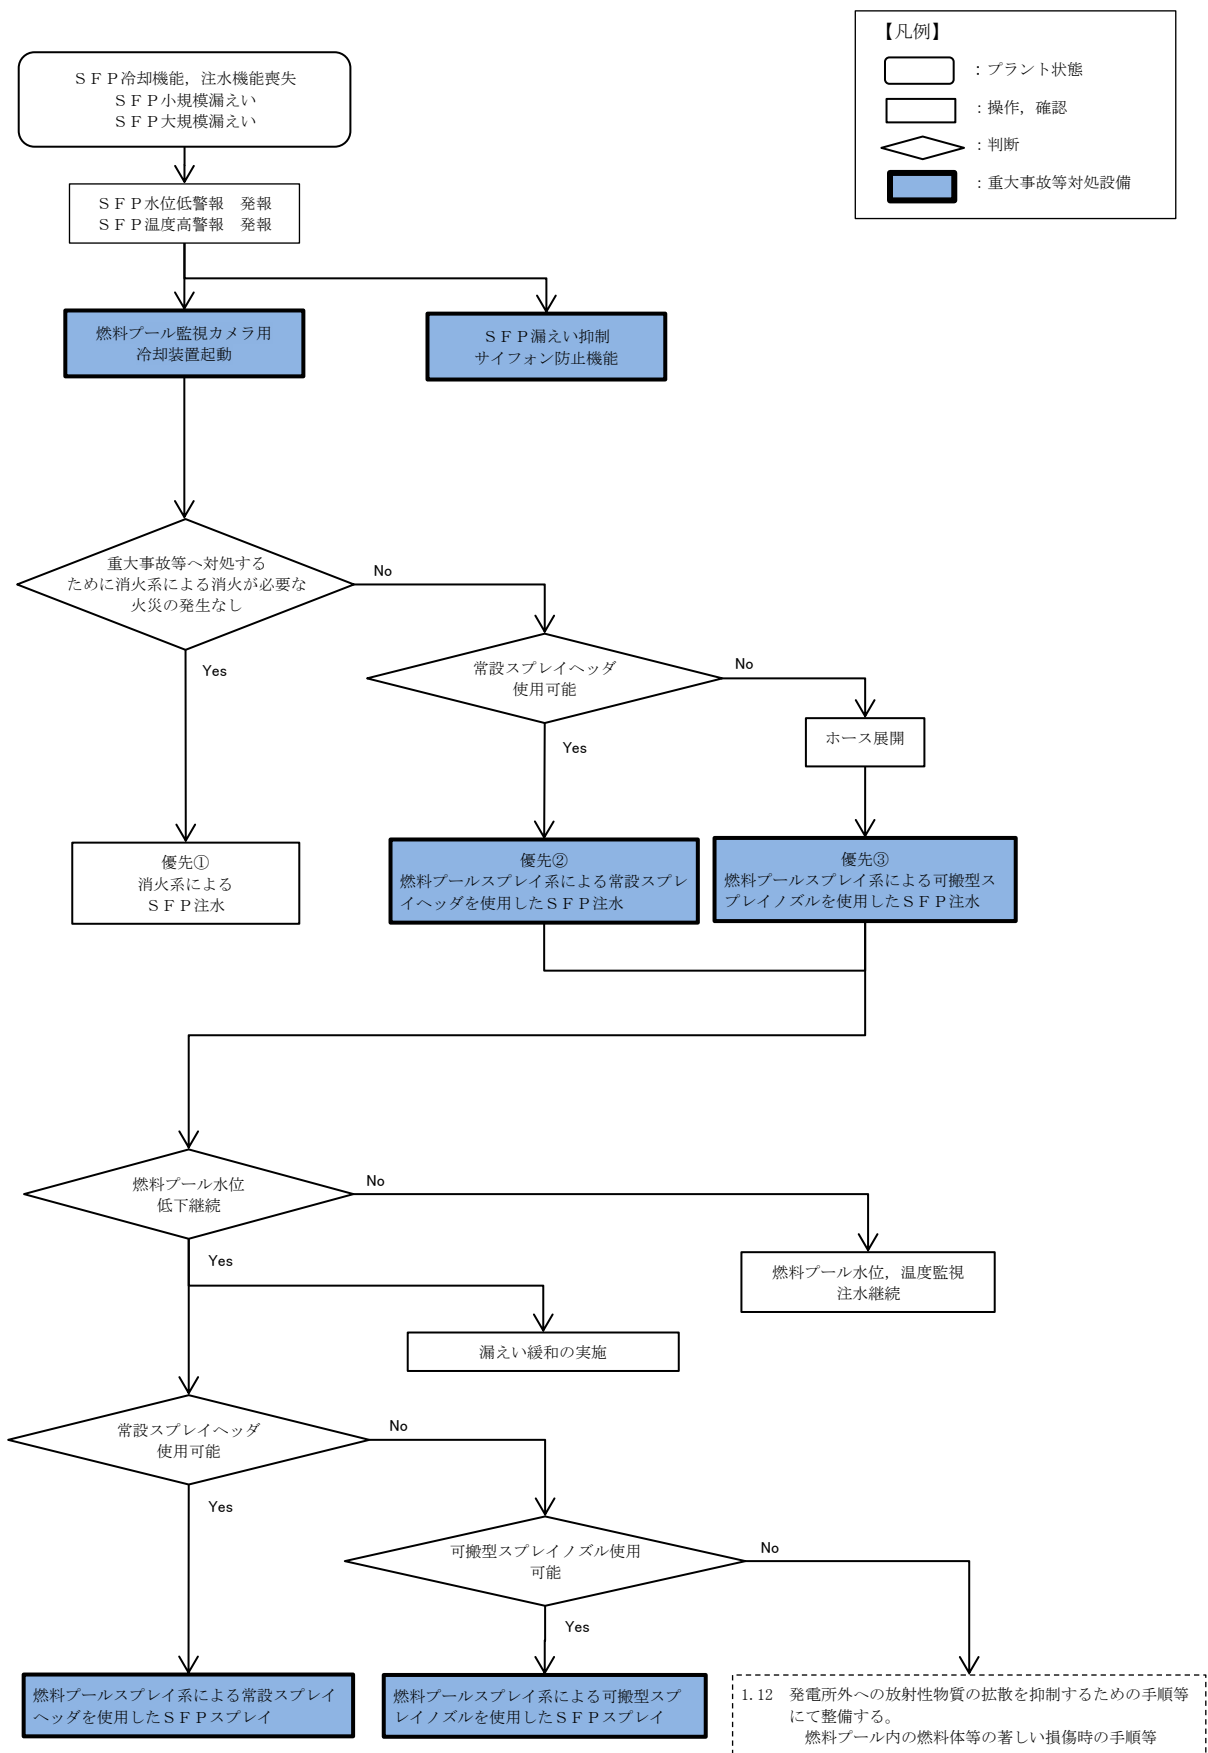 【凡例】
：プラント状態
：操作，確認
：判断
：重大事故等対処設備
ＳＦＰ冷却機能，注水機能喪失
ＳＦＰ小規模漏えい
ＳＦＰ大規模漏えい
ＳＦＰ水位低警報　発報
ＳＦＰ温度高警報　発報
燃料プール監視カメラ用
冷却装置起動
ＳＦＰ漏えい抑制
サイフォン防止機能
重大事故等へ対処する
ために消火系による消火が必要な
火災の発生なし
No
Yes
常設スプレイヘッダ
使用可能
No
Yes
ホース展開
優先①
消火系による
ＳＦＰ注水
優先②
燃料プールスプレイ系による常設スプレ
イヘッダを使用したＳＦＰ注水
優先③
燃料プールスプレイ系による可搬型ス
プレイノズルを使用したＳＦＰ注水
燃料プール水位
低下継続
No
Yes
燃料プール水位，温度監視
注水継続
漏えい緩和の実施
常設スプレイヘッダ
使用可能
No
Yes
可搬型スプレイノズル使用
可能
No
Yes
燃料プールスプレイ系による常設スプレイ
ヘッダを使用したＳＦＰスプレイ
燃料プールスプレイ系による可搬型スプ
レイノズルを使用したＳＦＰスプレイ
1.12　発電所外への放射性物質の拡散を抑制するための手順等
にて整備する。
燃料プール内の燃料体等の著しい損傷時の手順等